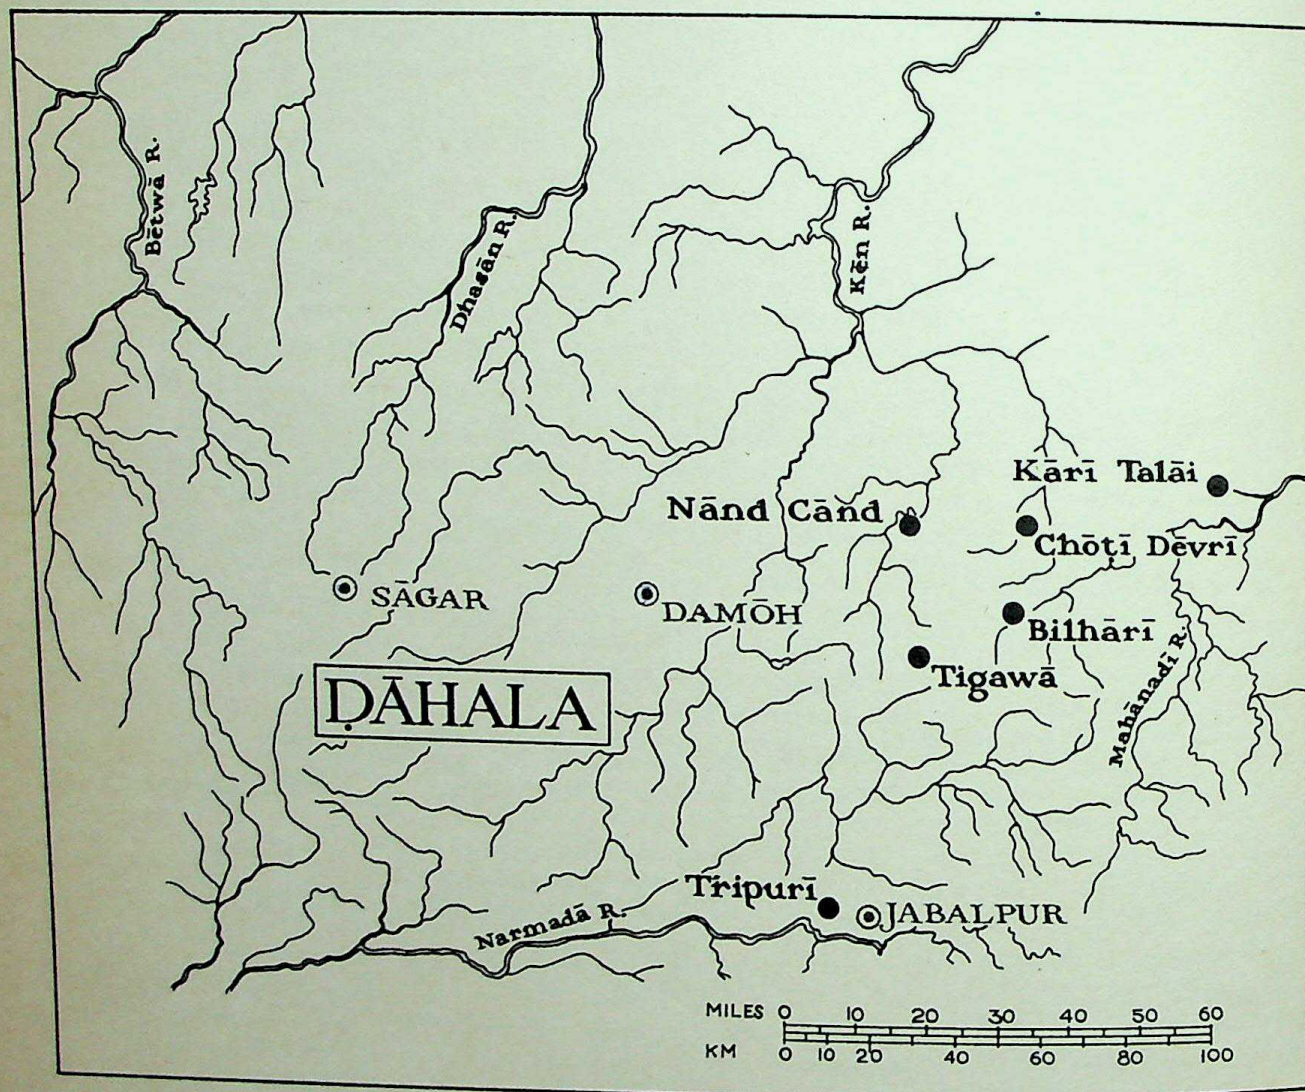 Bētwā R.
Dhasān R.
Kēn R.
Kārī Talāi
Nānd Cānd
Chōṭī Dēvrī
SĀGAR
DAMŌH
Bilhārī
Tigawā
Mahānadī R.
ḌĀHALA
Tripurī
JABALPUR
Narmadā R.
MILES 0 10 20 30 40 50 60
KM 0 10 20 40 60 80 100